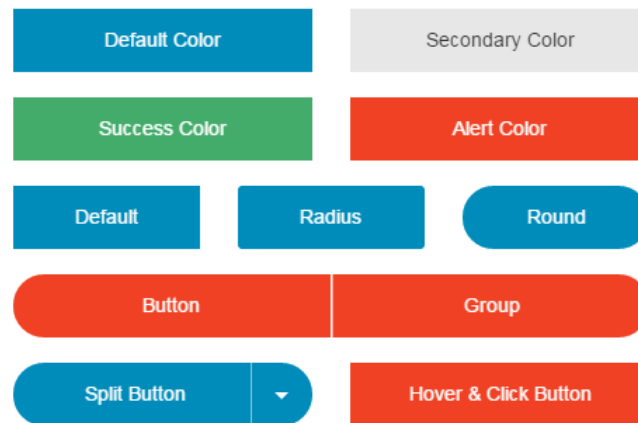 Default Color
Secondary Color
Success Color
Alert Color
Default
Radius
Round
Button
Group
Split Button
Hover & Click Button